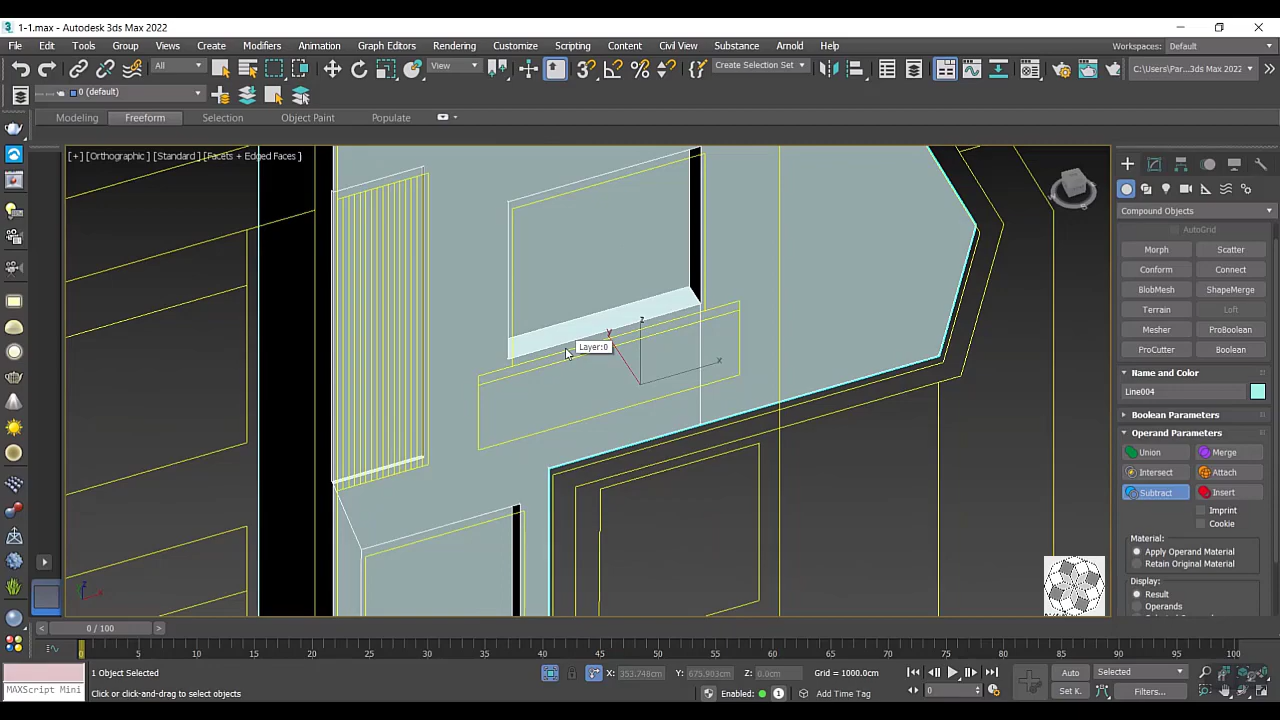 1-1.max - Autodesk 3ds Max 2022
File Edit Tools Group Views Create Modifiers Animation Graph Editors Rendering Customize Scripting Content Civil View Substance Arnold Help Workspaces: Default
All View Create Selection Set C:\Users\Par...3ds Max 2022
0 (default)
Modeling Freeform Selection Object Paint Populate
[+] [Orthographic ] [Standard ] [Facets + Edged Faces ]
Compound Objects
AutoGrid
Morph Scatter
Conform Connect
BlobMesh ShapeMerge
Terrain Loft
Mesher ProBoolean
ProCutter Boolean
Name and Color
Line004
Boolean Parameters
Operand Parameters
Union Merge
Intersect Attach
Subtract Insert
Imprint
Cookie
Material:
Apply Operand Material
Retain Original Material
Display:
Result
Operands
Layer:0
x
y
z
0 / 100
0 5 10 15 20 25 30 35 40 45 50 55 60 65 70 75 80 85 90 95 100
1 Object Selected X: 353.748cm Y: 675.903cm Z: 0.0cm Grid = 1000.0cm Auto Selected
MAXScript Mini Click or click-and-drag to select objects Enabled: 1 Add Time Tag 0 Set K. Filters...